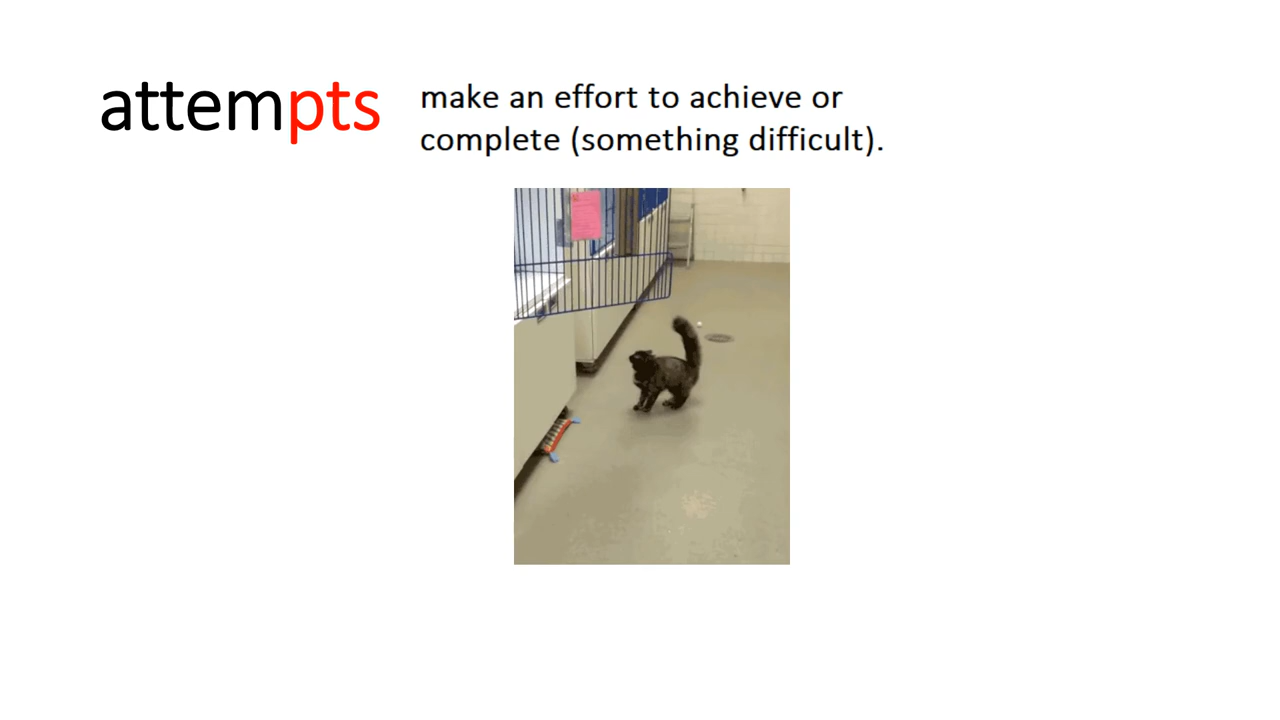 attempts
make an effort to achieve or
complete (something difficult).